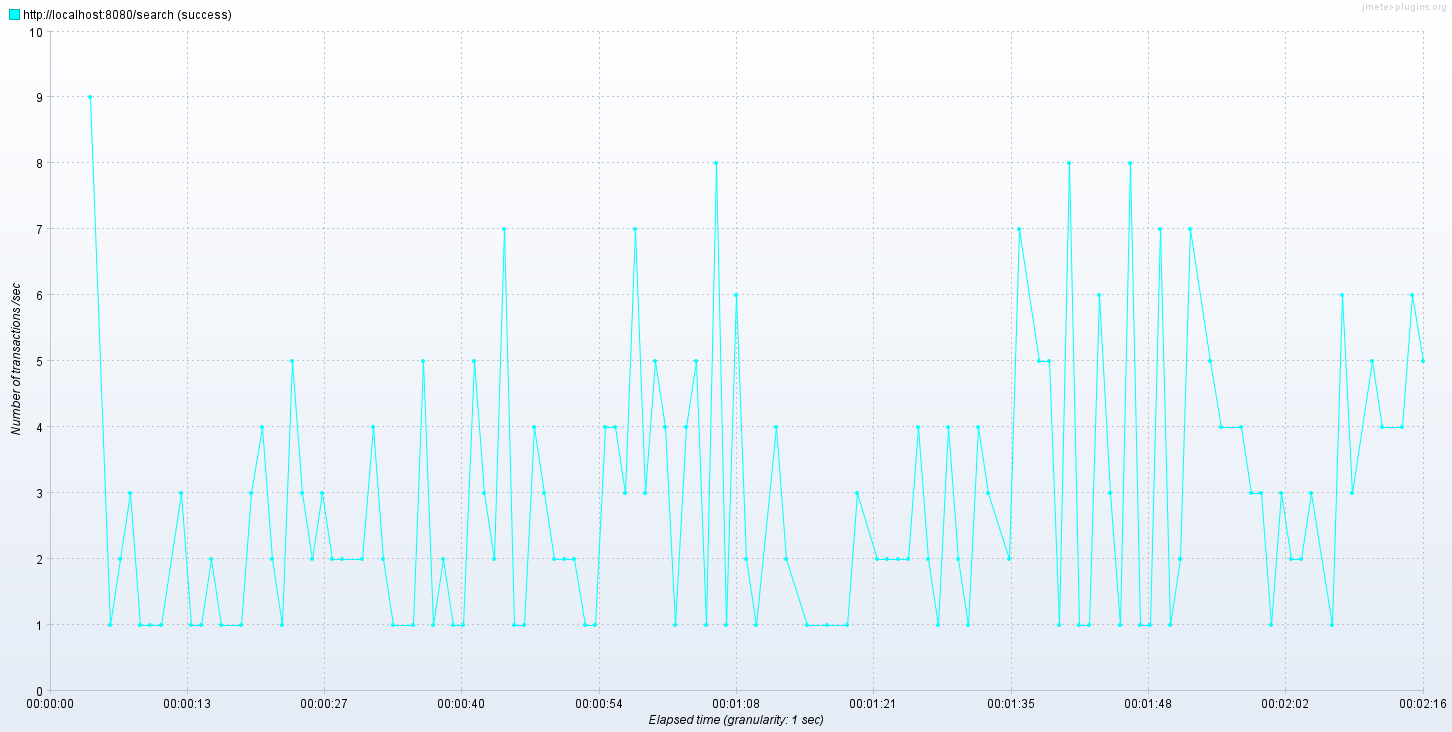 http://localhost:8080/search (success)
jmeter-plugins.org
10
9
8
7
6
5
4
3
2
1
0
Number of transactions /sec
00:00:00 00:00:13 00:00:27 00:00:40 00:00:54 00:01:08 00:01:21 00:01:35 00:01:48 00:02:02 00:02:16
Elapsed time (granularity: 1 sec)